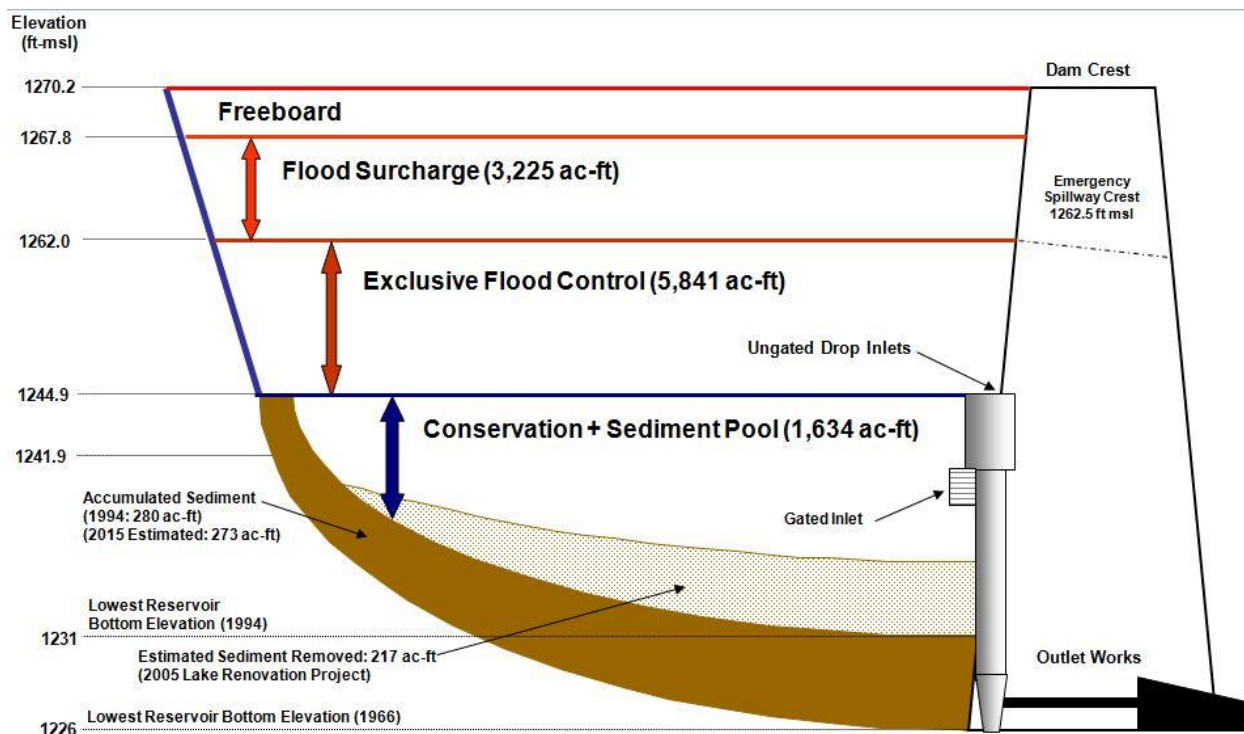 Elevation
(ft-msl)
1270.2
Dam Crest
Freeboard
1267.8
Flood Surcharge (3,225 ac-ft)
Emergency
Spillway Crest
1262.5 ft msl
1262.0
Exclusive Flood Control (5,841 ac-ft)
Ungated Drop Inlets
1244.9
Conservation + Sediment Pool (1,634 ac-ft)
1241.9
Accumulated Sediment
(1994: 280 ac-ft)
(2015 Estimated: 273 ac-ft)
Gated Inlet
Lowest Reservoir
Bottom Elevation (1994)
1231
Estimated Sediment Removed: 217 ac-ft
(2005 Lake Renovation Project)
Outlet Works
Lowest Reservoir Bottom Elevation (1966)
1226